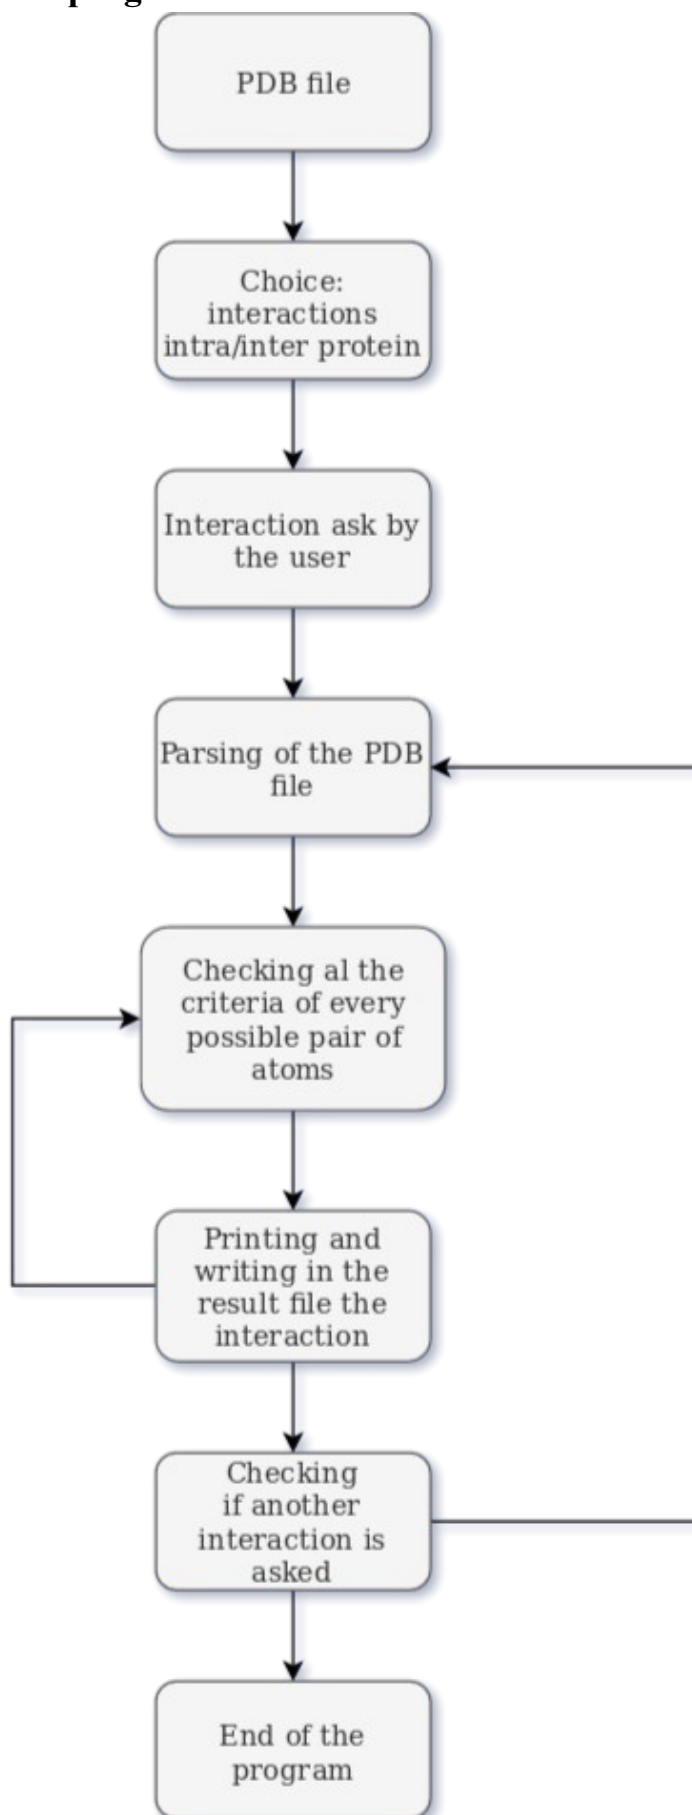 PDB file
Choice:
interactions
intra/inter protein
Interaction ask by
the user
Parsing of the PDB
file
Checking al the
criteria of every
possible pair of
atoms
Printing and
writing in the
result file the
interaction
Checking
if another
interaction is
asked
End of the
program